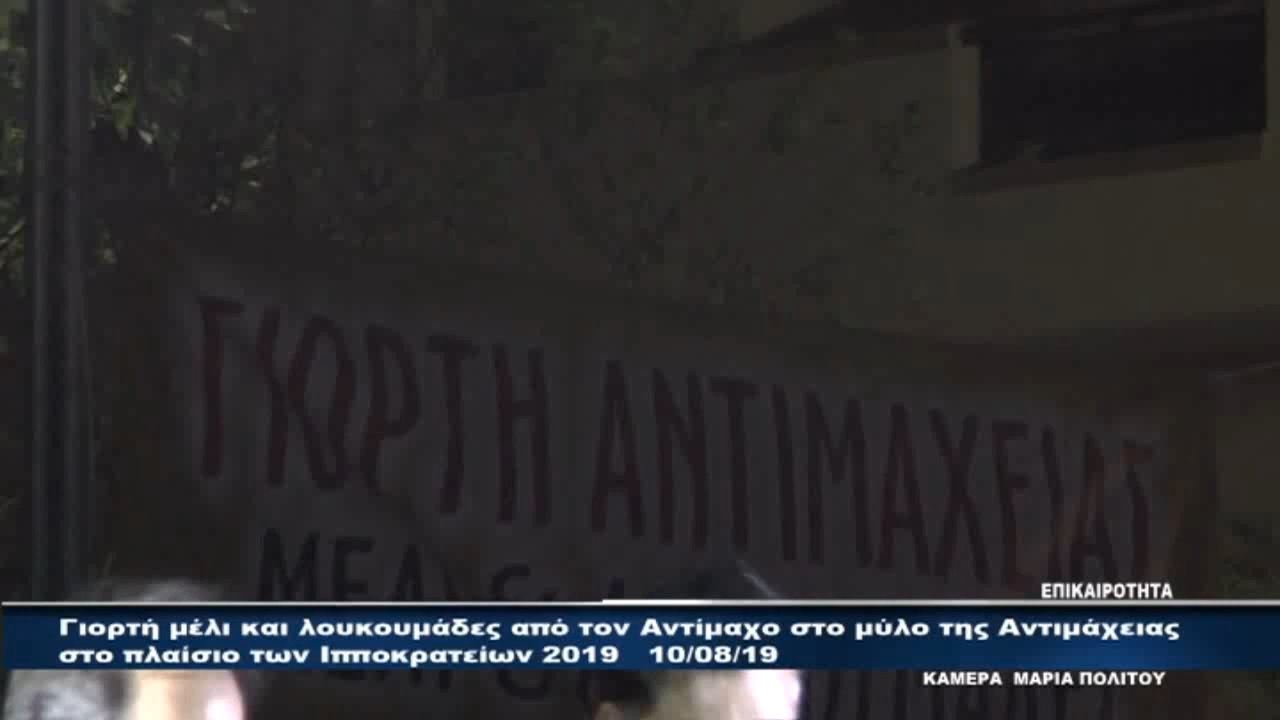 ΓΙΟΡΤΗ ΑΝΤΙΜΑΧΕΙΑΣ
ΕΠΙΚΑΙΡΟΤΗΤΑ
Γιορτή μέλι και λουκουμάδες από τον Αντίμαχο στο μύλο της Αντιμάχειας
στο πλαίσιο των Ιπποκρατείων 2019 10/08/19
ΚΑΜΕΡΑ ΜΑΡΙΑ ΠΟΛΙΤΟΥ